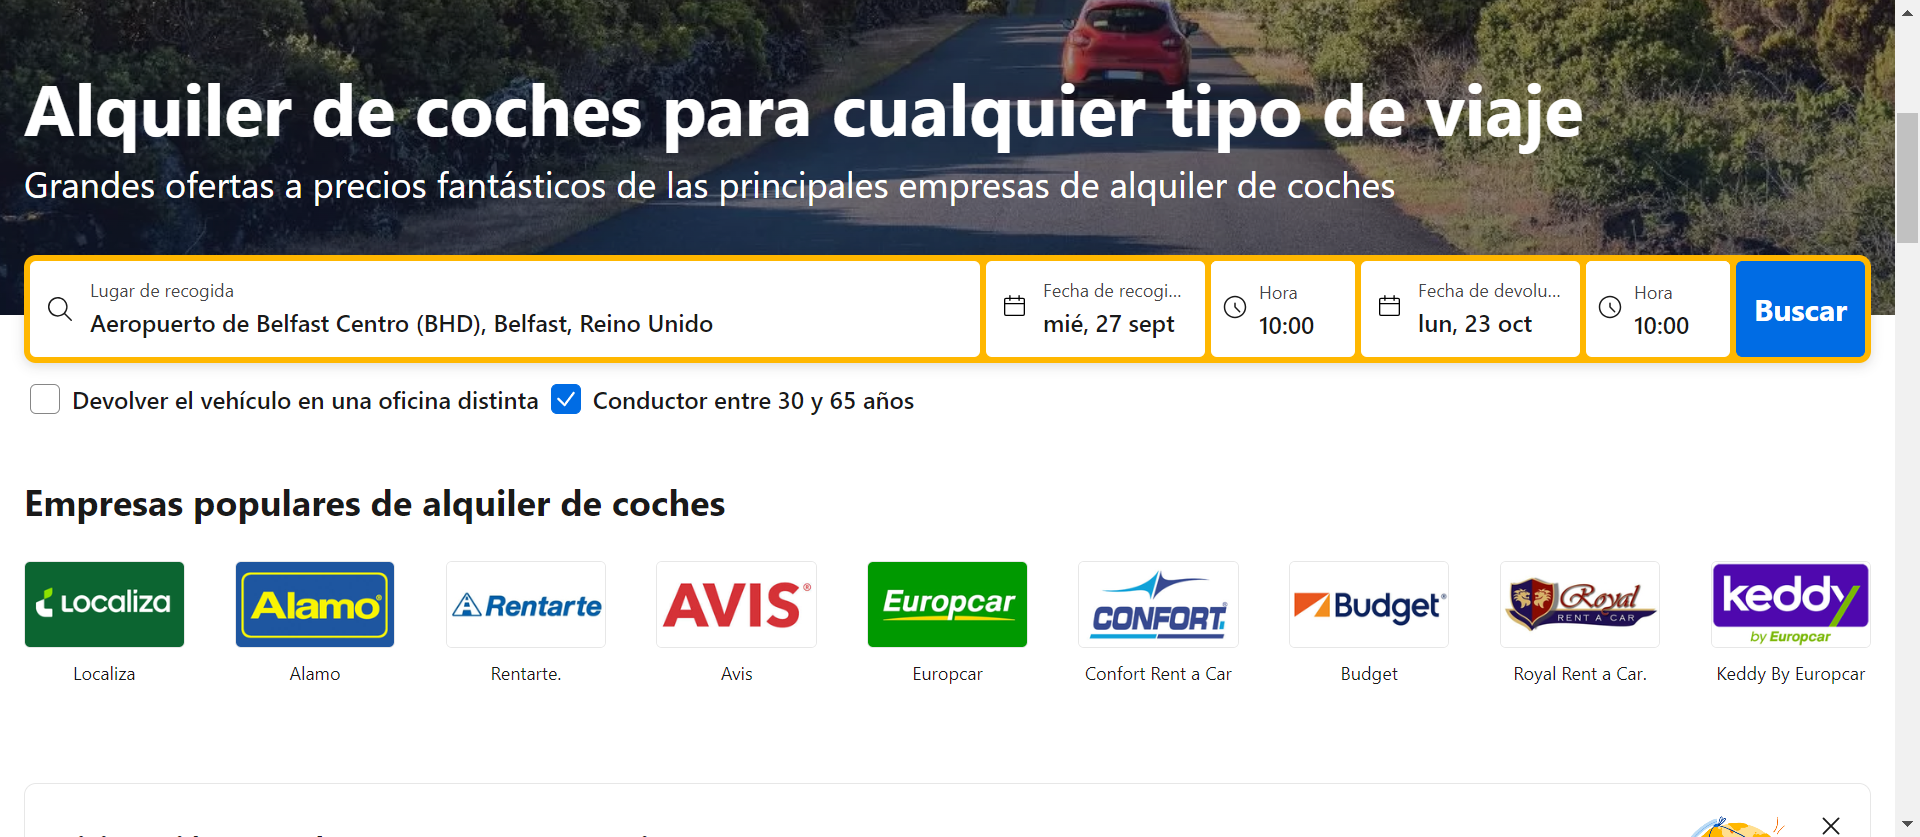 Alquiler de coches para cualquier tipo de viaje
Grandes ofertas a precios fantásticos de las principales empresas de alquiler de coches
Lugar de recogida
Aeropuerto de Belfast Centro (BHD), Belfast, Reino Unido
Fecha de recogi...
mié, 27 sept
Hora
10:00
Fecha de devolu...
lun, 23 oct
Hora
10:00
Buscar
Devolver el vehículo en una oficina distinta
Conductor entre 30 y 65 años
Empresas populares de alquiler de coches
Localiza
Alamo
Rentarte
AVIS
Europcar
CONFORT
Budget
Royal
RENT A CAR
keddy
by Europcar
Localiza
Alamo
Rentarte.
Avis
Europcar
Confort Rent a Car
Budget
Royal Rent a Car.
Keddy By Europcar